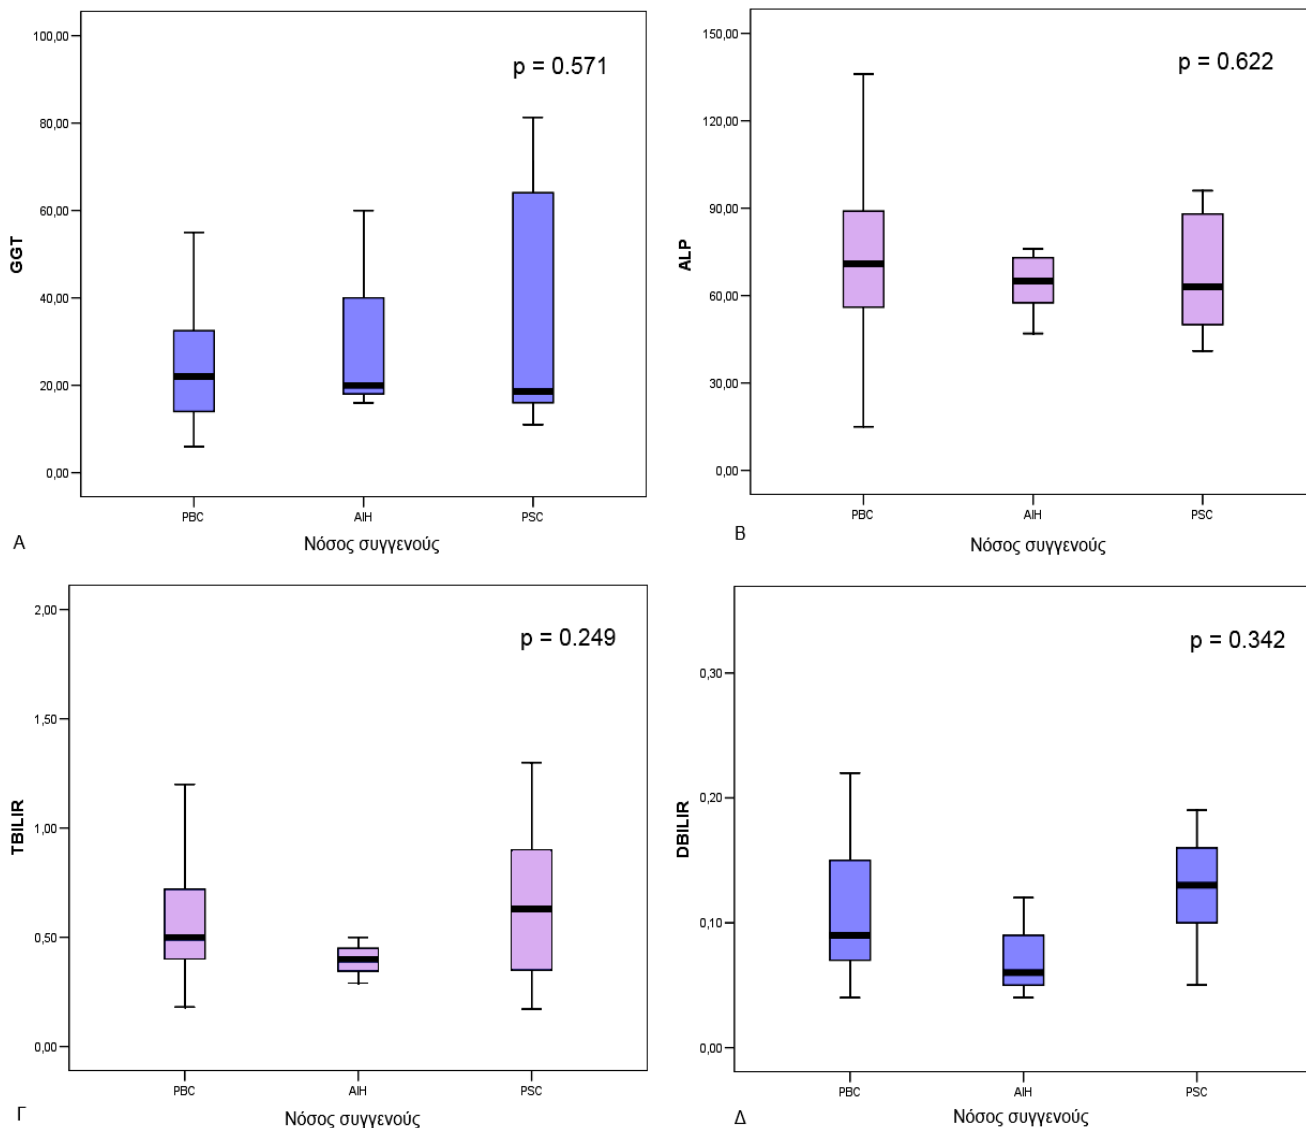 100,00
80,00
60,00
40,00
20,00
0,00
GGT
p = 0.571
PBC AIH PSC
Νόσος συγγενούς
A
150,00
120,00
90,00
60,00
30,00
0,00
ALP
p = 0.622
PBC AIH PSC
Νόσος συγγενούς
B
2,00
1,50
1,00
0,50
0,00
TBILIR
p = 0.249
PBC AIH PSC
Νόσος συγγενούς
Γ
0,30
0,20
0,10
0,00
DBILIR
p = 0.342
PBC AIH PSC
Νόσος συγγενούς
Δ